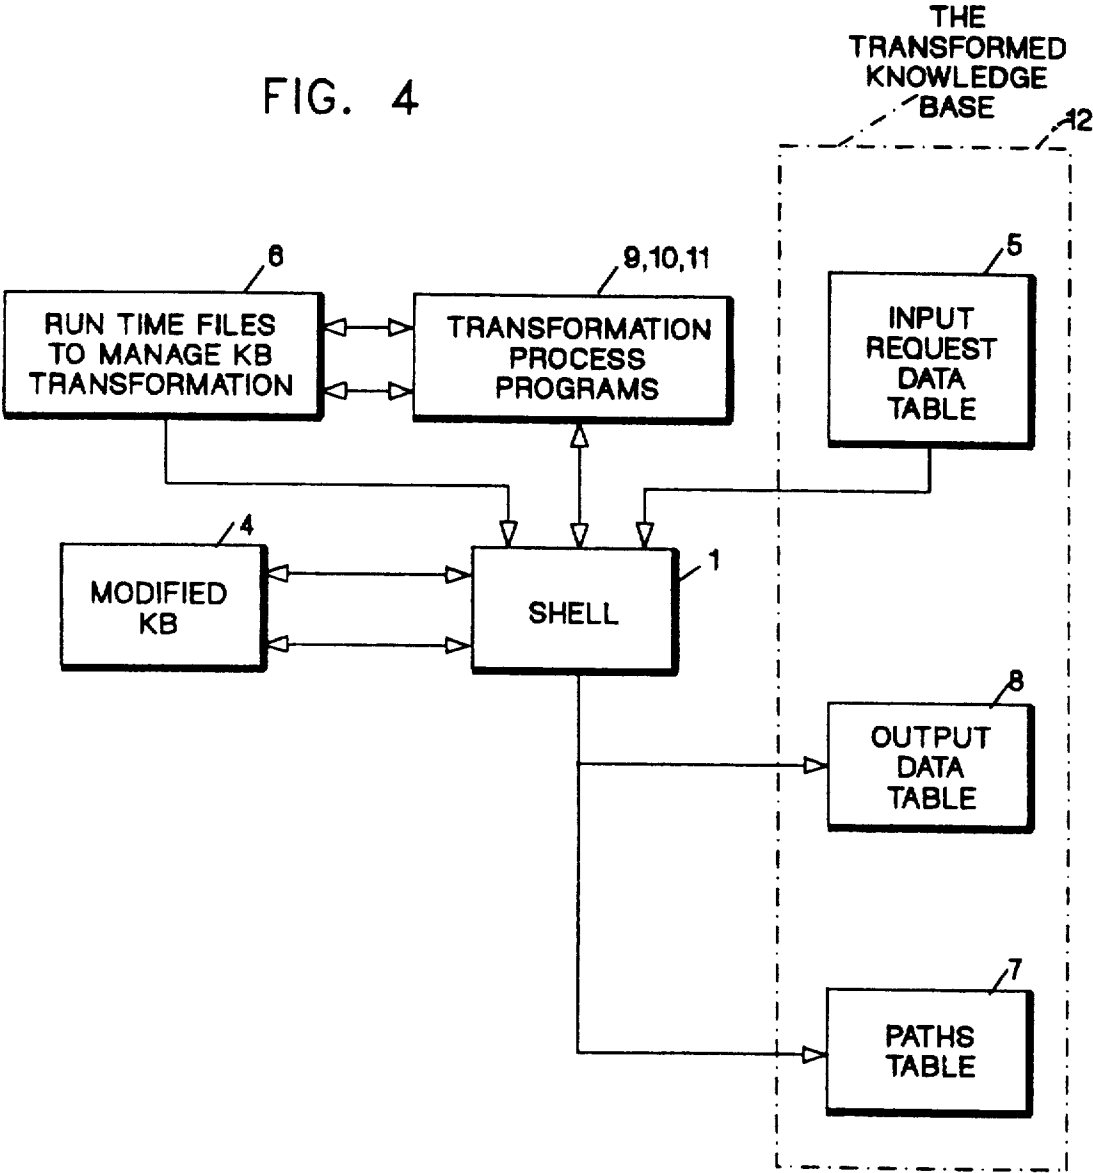 THE
TRANSFORMED
KNOWLEDGE
BASE
FIG. 4
12
6
9,10,11
5
RUN TIME FILES
TO MANAGE KB
TRANSFORMATION
TRANSFORMATION
PROCESS
PROGRAMS
INPUT
REQUEST
DATA
TABLE
4
1
MODIFIED
KB
SHELL
8
OUTPUT
DATA
TABLE
7
PATHS
TABLE